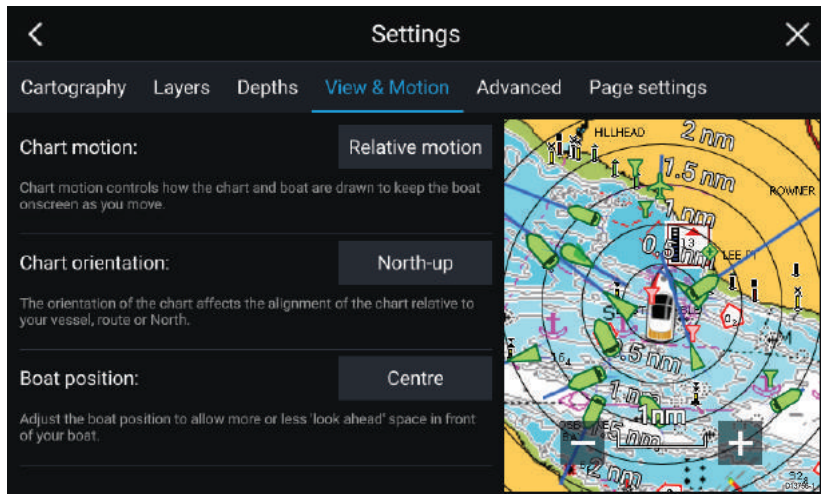 Settings
Cartography Layers Depths View & Motion Advanced Page settings
Chart motion: Relative motion
Chart motion controls how the chart and boat are drawn to keep the boat
onscreen as you move.
Chart orientation: North-up
The orientation of the chart affects the alignment of the chart relative to
your vessel, route or North.
Boat position: Centre
Adjust the boat position to allow more or less 'look ahead' space in front
of your boat.
HILLHEAD
2 nm
1.5 nm
ROWNER
1 nm
0.5 nm
13
LEE PT
.5 nm
16₄
1 nm
1nm
.5 nm
2 nm
D13756-1